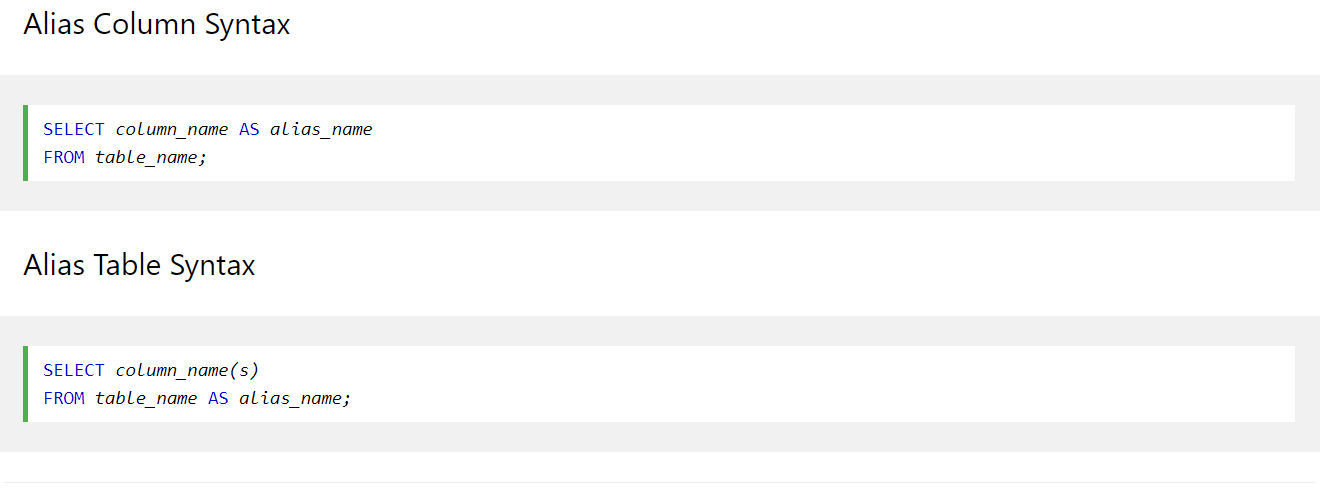 Alias Column Syntax
SELECT column_name AS alias_name
FROM table_name;
Alias Table Syntax
SELECT column_name(s)
FROM table_name AS alias_name;